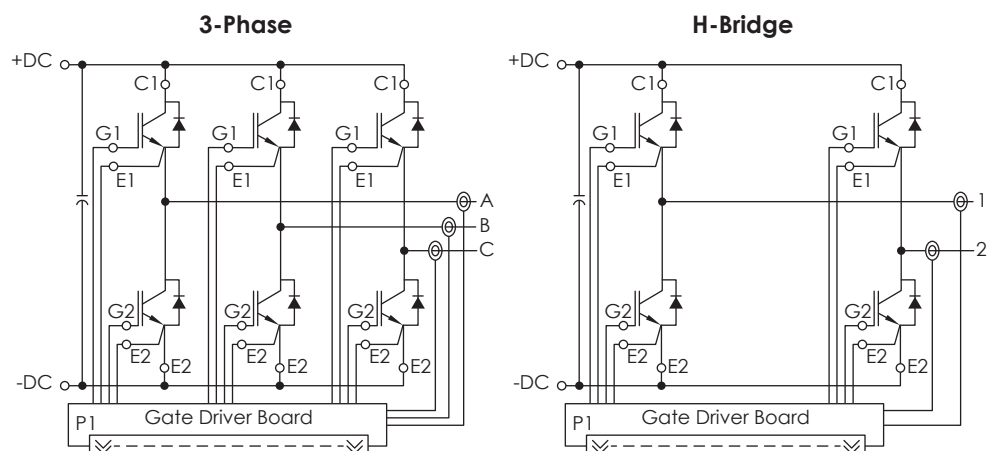 3-Phase
+DC
C1
C1
C1
G1
G1
G1
E1
E1
E1
A
B
C
G2
G2
G2
E2
E2
E2
E2
E2
E2
-DC
P1
Gate Driver Board
H-Bridge
+DC
C1
C1
G1
G1
E1
E1
1
2
G2
G2
E2
E2
E2
E2
-DC
P1
Gate Driver Board